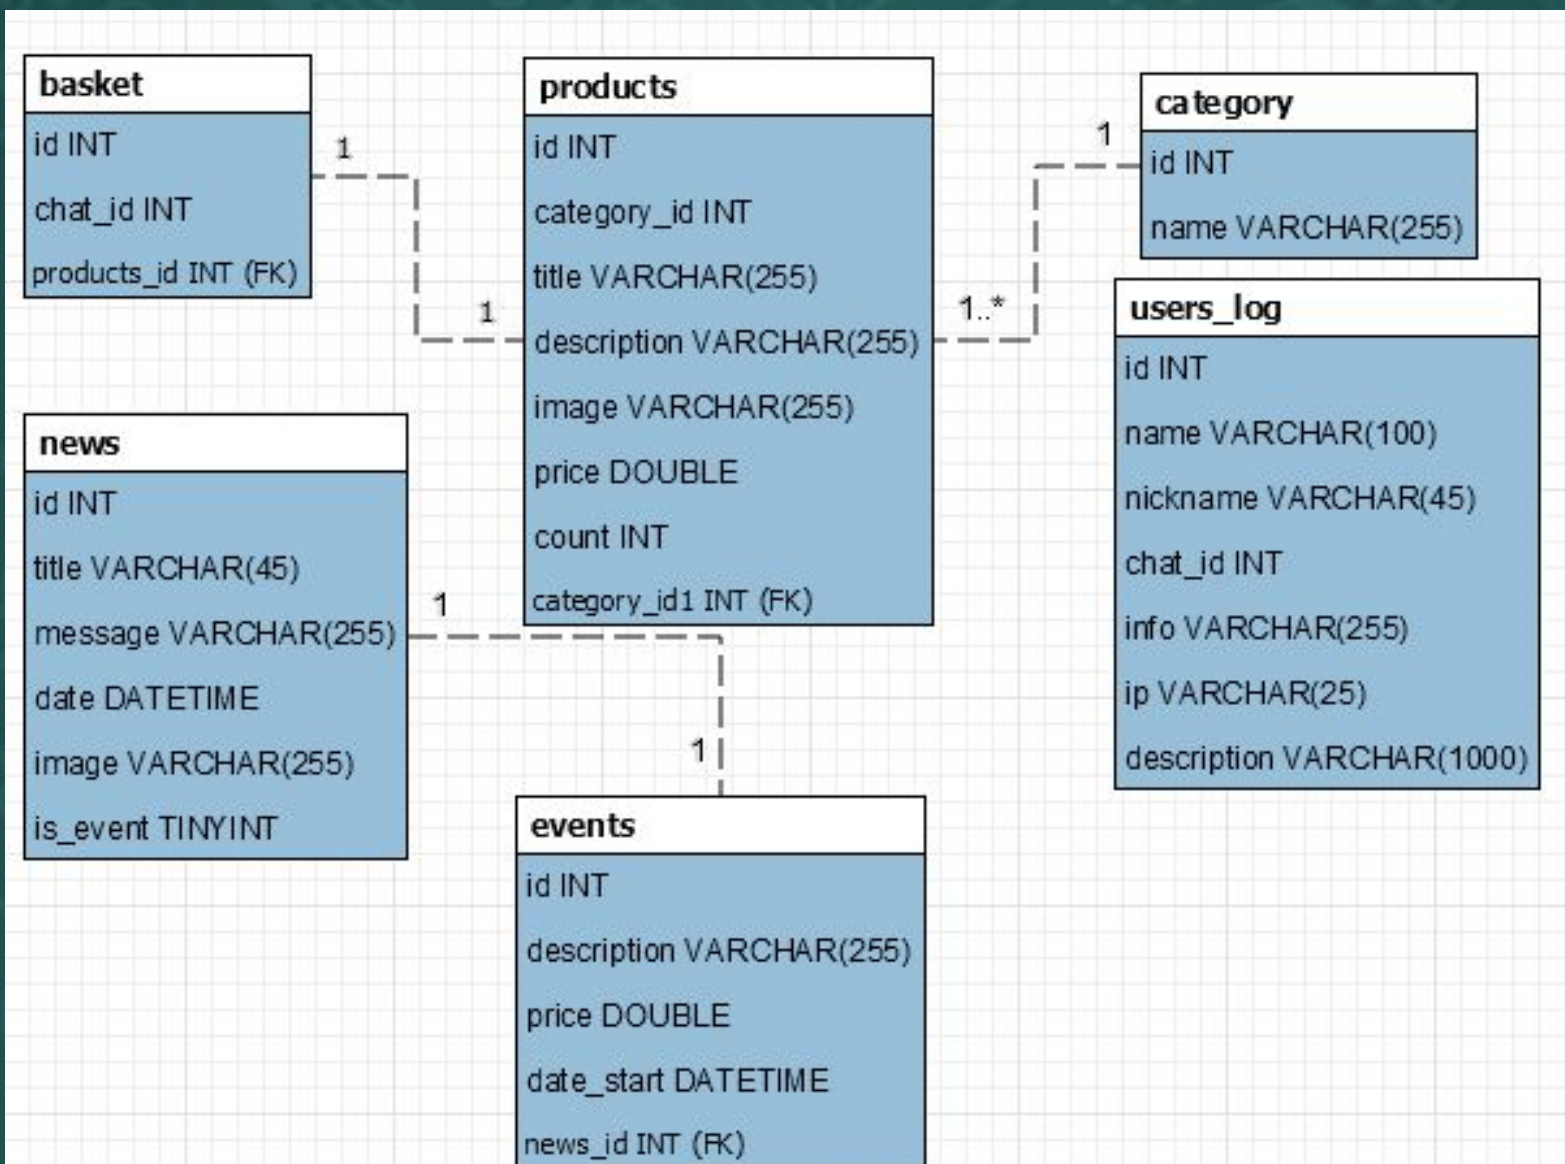 basket
id INT
chat_id INT
products_id INT (FK)
1
1
products
id INT
category_id INT
title VARCHAR(255)
description VARCHAR(255)
image VARCHAR(255)
price DOUBLE
count INT
category_id1 INT (FK)
1
1..*
category
id INT
name VARCHAR(255)
users_log
id INT
name VARCHAR(100)
nickname VARCHAR(45)
chat_id INT
info VARCHAR(255)
ip VARCHAR(25)
description VARCHAR(1000)
news
id INT
title VARCHAR(45)
message VARCHAR(255)
date DATETIME
image VARCHAR(255)
is_event TINYINT
1
1
events
id INT
description VARCHAR(255)
price DOUBLE
date_start DATETIME
news_id INT (FK)